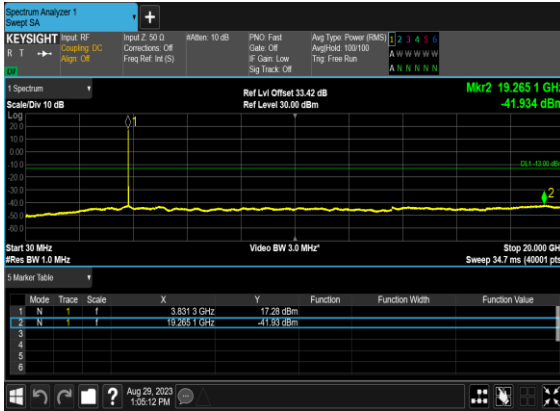 Spectrum Analyzer 1
Swept SA
+
KEYSIGHT
R T
Input: RF
Coupling: DC
Align: Off
Input Z: 50 Ω
Corrections: Off
Freq Ref: Int (S)
#Atten: 10 dB
PNO: Fast
Gate: Off
IF Gain: Low
Sig Track: Off
Avg Type: Power (RMS)
Avg|Hold: 100/100
Trig: Free Run
1 2 3 4 5 6
A W W W W W
A N N N N N
1 Spectrum
Scale/Div 10 dB
Log
Ref Lvl Offset 33.42 dB
Ref Level 30.00 dBm
Mkr2 19.265 1 GHz
-41.934 dBm
1
20.0
10.0
0.00
-10.0
DL1 -13.00 dBm
-20.0
-30.0
2
-40.0
-50.0
-60.0
Start 30 MHz
#Res BW 1.0 MHz
Video BW 3.0 MHz*
Stop 20.000 GH
Sweep 34.7 ms (40001 pts
5 Marker Table
Mode Trace Scale X Y Function Function Width Function Value
1 N 1 f 3.831 3 GHz 17.28 dBm
2 N 1 f 19.265 1 GHz -41.93 dBm
3
4
5
6
?
Aug 29, 2023
1:05:12 PM